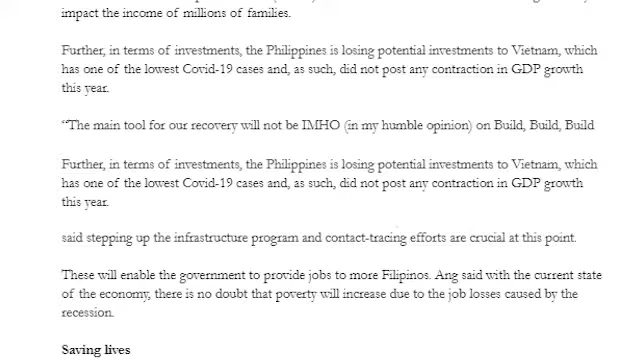 impact the income of millions of families.
Further, in terms of investments, the Philippines is losing potential investments to Vietnam, which
has one of the lowest Covid-19 cases and, as such, did not post any contraction in GDP growth
this year.
“The main tool for our recovery will not be IMHO (in my humble opinion) on Build, Build, Build
Further, in terms of investments, the Philippines is losing potential investments to Vietnam, which
has one of the lowest Covid-19 cases and, as such, did not post any contraction in GDP growth
this year.
said stepping up the infrastructure program and contact-tracing efforts are crucial at this point.
These will enable the government to provide jobs to more Filipinos. Ang said with the current state
of the economy, there is no doubt that poverty will increase due to the job losses caused by the
recession.
Saving lives